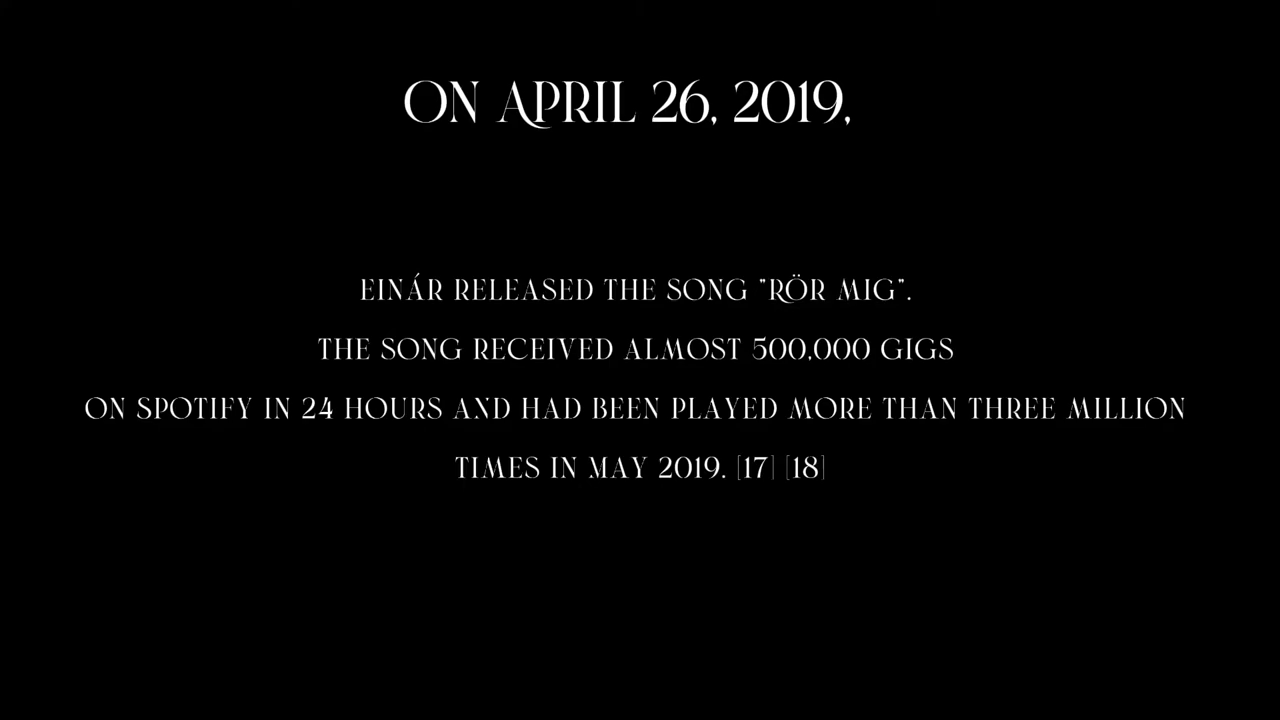 ON APRIL 26, 2019,
EINÁR RELEASED THE SONG "RÖR MIG".
THE SONG RECEIVED ALMOST 500,000 GIGS
ON SPOTIFY IN 24 HOURS AND HAD BEEN PLAYED MORE THAN THREE MILLION
TIMES IN MAY 2019. [17] [18]